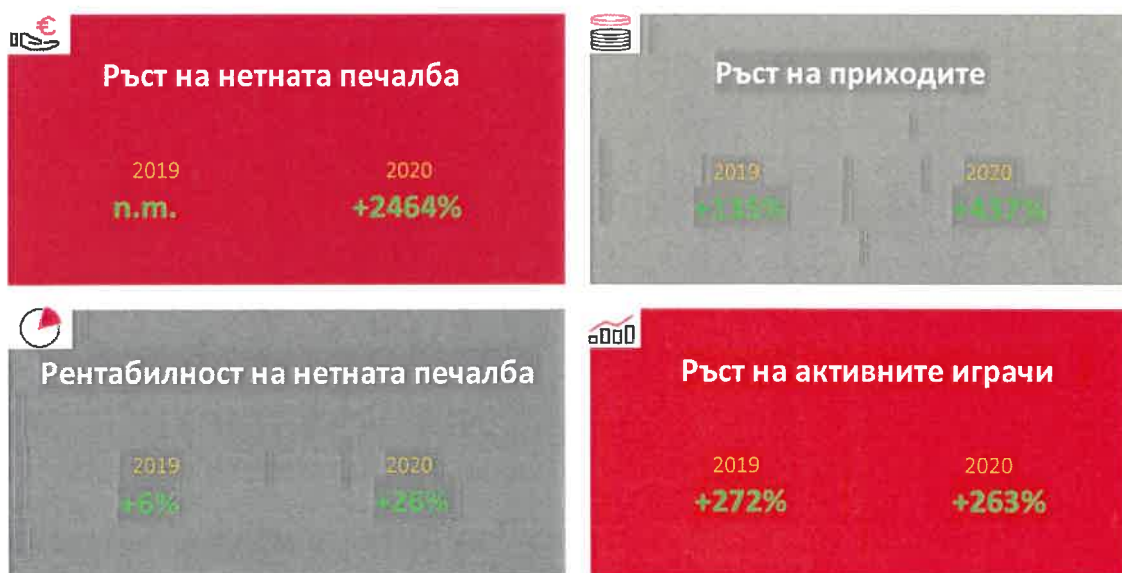 Ръст на нетната печалба
2019 2020
n.m. +2464%
Ръст на приходите
2019 2020
+437%
Рентабилност на нетната печалба
2019 2020
+6% +26%
Ръст на активните играчи
2019 2020
+272% +263%